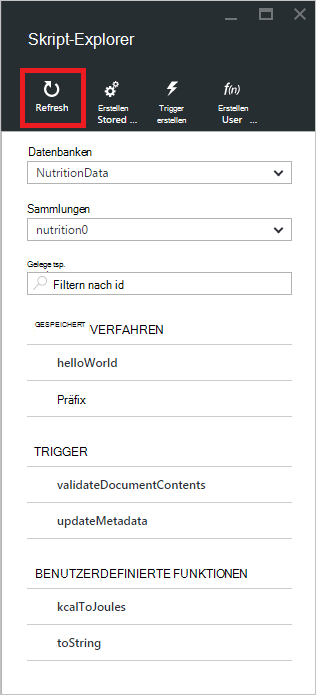 Skript-Explorer
Refresh
Erstellen
Stored ...
Trigger
erstellen
f(n)
Erstellen
User ...
Datenbanken
NutritionData
Sammlungen
nutrition0
Gelege tsp.
Filtern nach id
GESPEICHERT VERFAHREN
helloWorld
Präfix
TRIGGER
validateDocumentContents
updateMetadata
BENUTZERDEFINIERTE FUNKTIONEN
kcalToJoules
toString